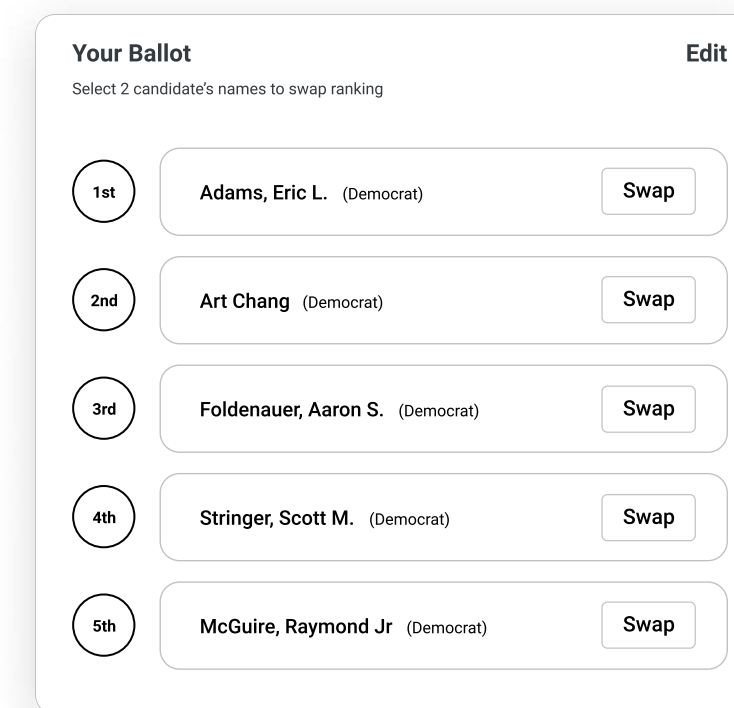 Your Ballot Edit
Select 2 candidate’s names to swap ranking
1st Adams, Eric L. (Democrat) Swap
2nd Art Chang (Democrat) Swap
3rd Foldenauer, Aaron S. (Democrat) Swap
4th Stringer, Scott M. (Democrat) Swap
5th McGuire, Raymond Jr (Democrat) Swap